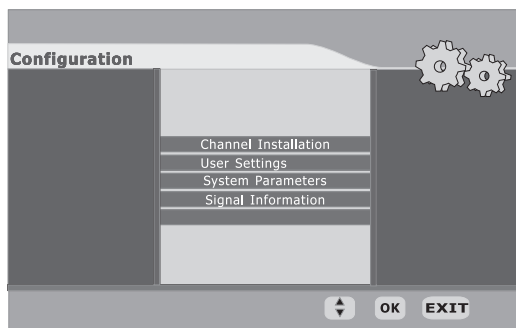 Configuration
Channel Installation
User Settings
System Parameters
Signal Information
OK EXIT